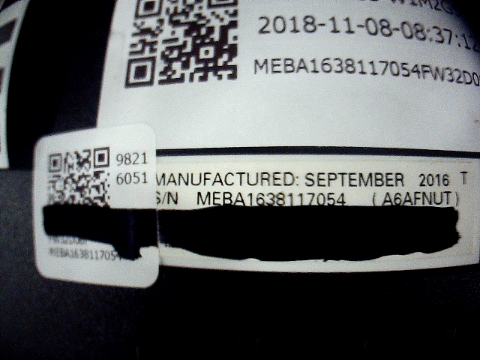 2018-11-08-08:37:12
MEBA1638117054FW32D0
9821
6051
MANUFACTURED: SEPTEMBER 2016 T
S/N MEBA1638117054 (A6AFNUT)
MEBA1638117054